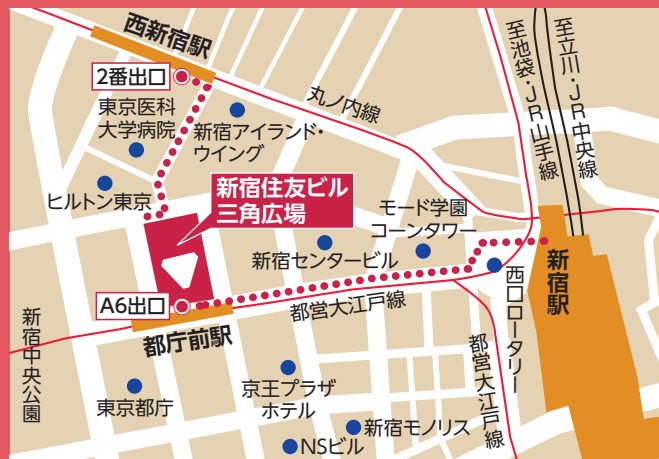 西新宿駅
2番出口
東京医科
大学病院
新宿アイランド・
ウイング
丸ノ内線
至池袋・JR山手線
至立川・JR中央線
ヒルトン東京
新宿住友ビル
三角広場
モード学園
コーンタワー
新宿センタービル
新宿駅
西口ロータリー
A6出口
都営大江戸線
都庁前駅
新宿中央公園
都営大江戸線
東京都庁
京王プラザ
ホテル
新宿モノリス
NSビル